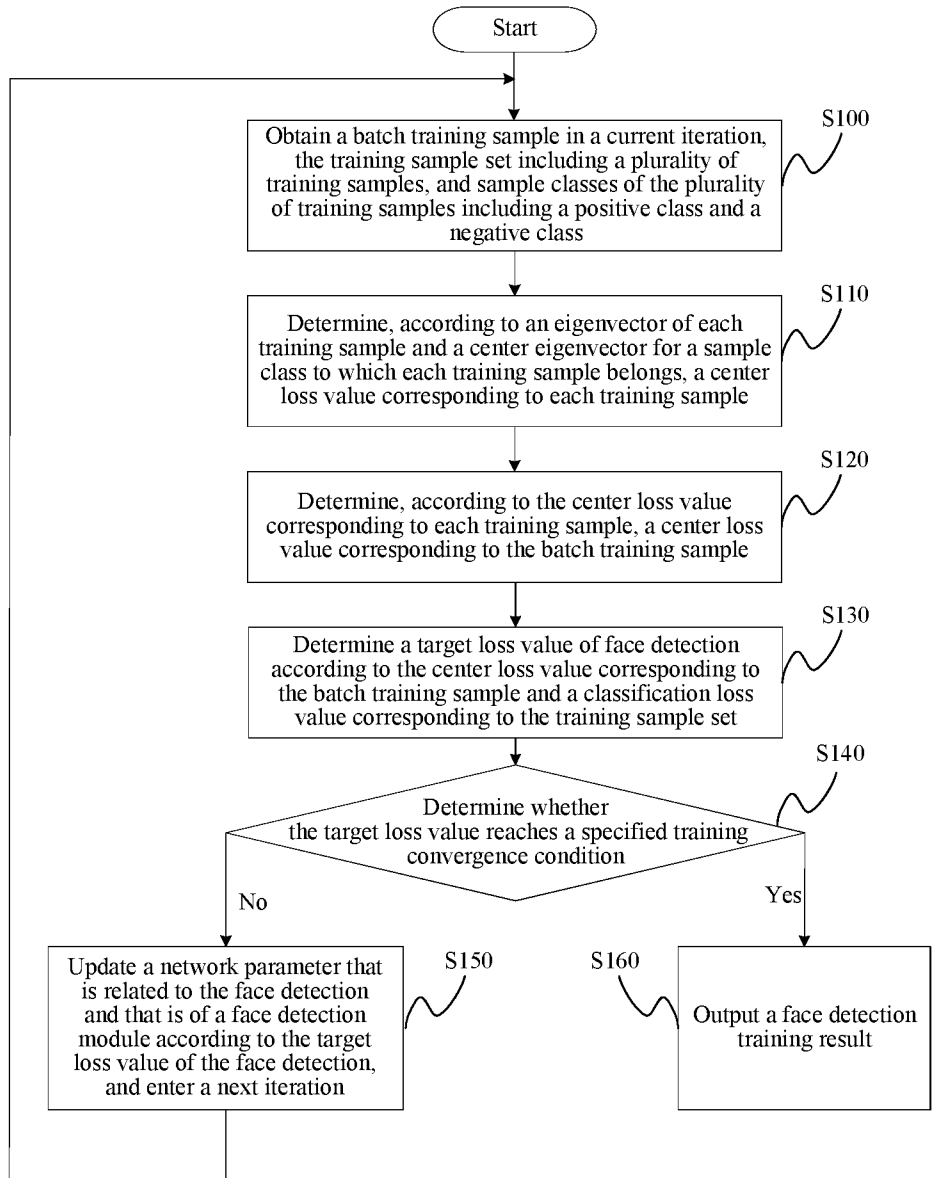 Start
S100
Obtain a batch training sample in a current iteration,
the training sample set including a plurality of
training samples, and sample classes of the plurality
of training samples including a positive class and a
negative class
S110
Determine, according to an eigenvector of each
training sample and a center eigenvector for a sample
class to which each training sample belongs, a center
loss value corresponding to each training sample
S120
Determine, according to the center loss value
corresponding to each training sample, a center loss
value corresponding to the batch training sample
S130
Determine a target loss value of face detection
according to the center loss value corresponding to
the batch training sample and a classification loss
value corresponding to the training sample set
S140
Determine whether
the target loss value reaches a specified training
convergence condition
No
Yes
S150
Update a network parameter that
is related to the face detection
and that is of a face detection
module according to the target
loss value of the face detection,
and enter a next iteration
S160
Output a face detection
training result